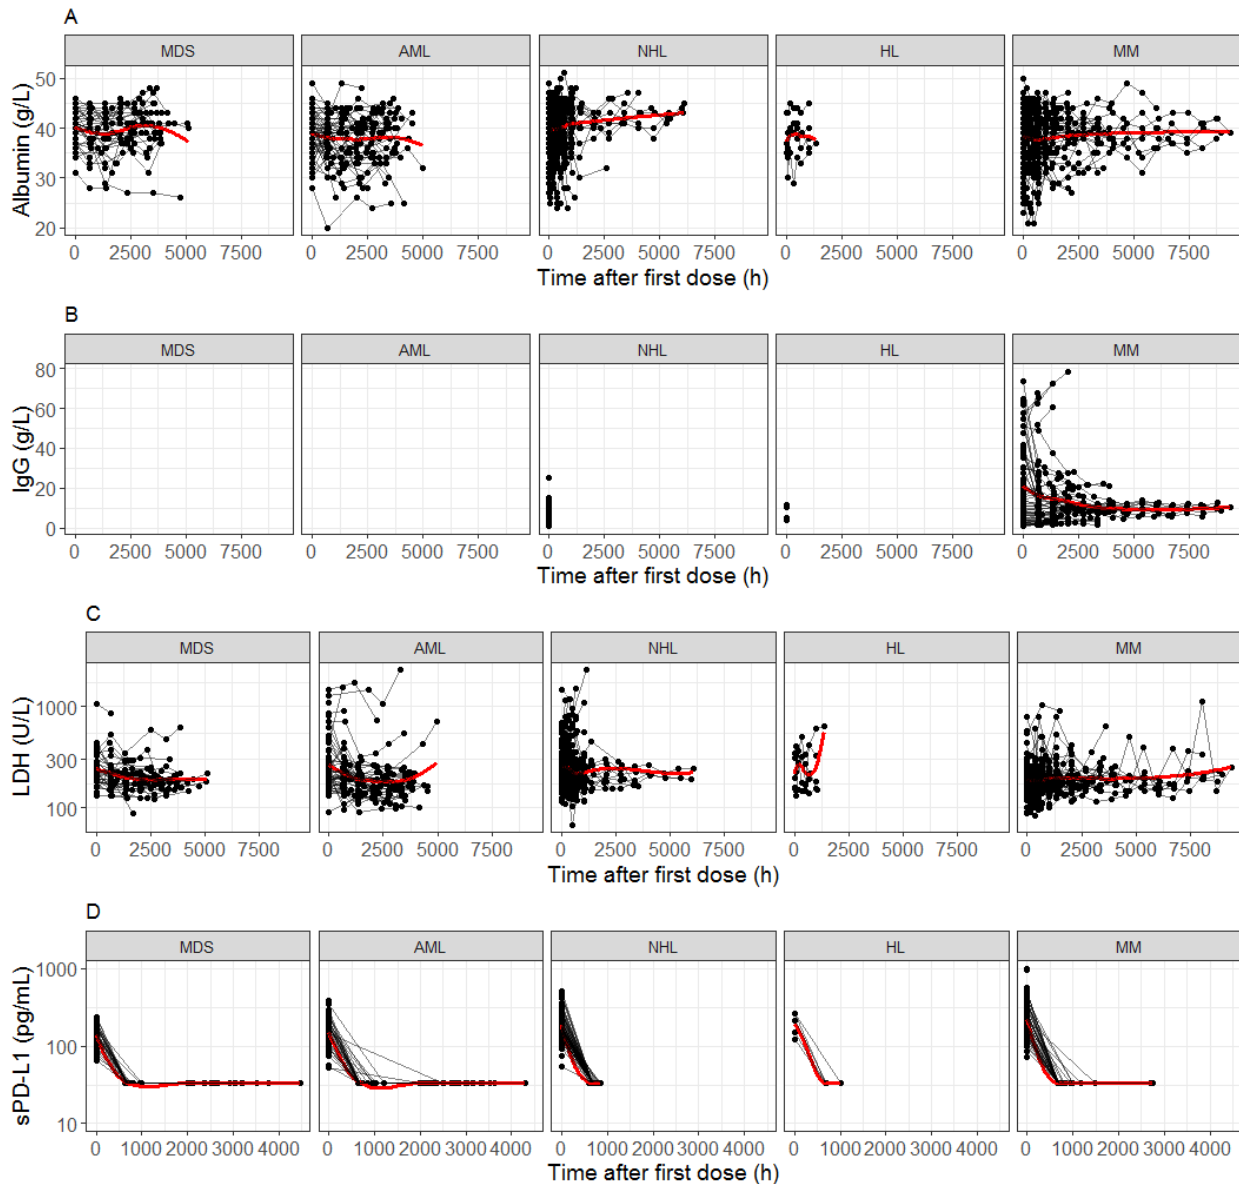 A
MDS AML NHL HL MM
Albumin (g/L)
50
40
30
20
0 2500 5000 7500 0 2500 5000 7500 0 2500 5000 7500 0 2500 5000 7500 0 2500 5000 7500
Time after first dose (h)
B
MDS AML NHL HL MM
IgG (g/L)
80
60
40
20
0
0 2500 5000 7500 0 2500 5000 7500 0 2500 5000 7500 0 2500 5000 7500 0 2500 5000 7500
Time after first dose (h)
C
MDS AML NHL HL MM
LDH (U/L)
1000
300
100
0 2500 5000 7500 0 2500 5000 7500 0 2500 5000 7500 0 2500 5000 7500 0 2500 5000 7500
Time after first dose (h)
D
MDS AML NHL HL MM
sPD-L1 (pg/mL)
1000
100
10
0 1000 2000 3000 4000 0 1000 2000 3000 4000 0 1000 2000 3000 4000 0 1000 2000 3000 4000 0 1000 2000 3000 4000
Time after first dose (h)